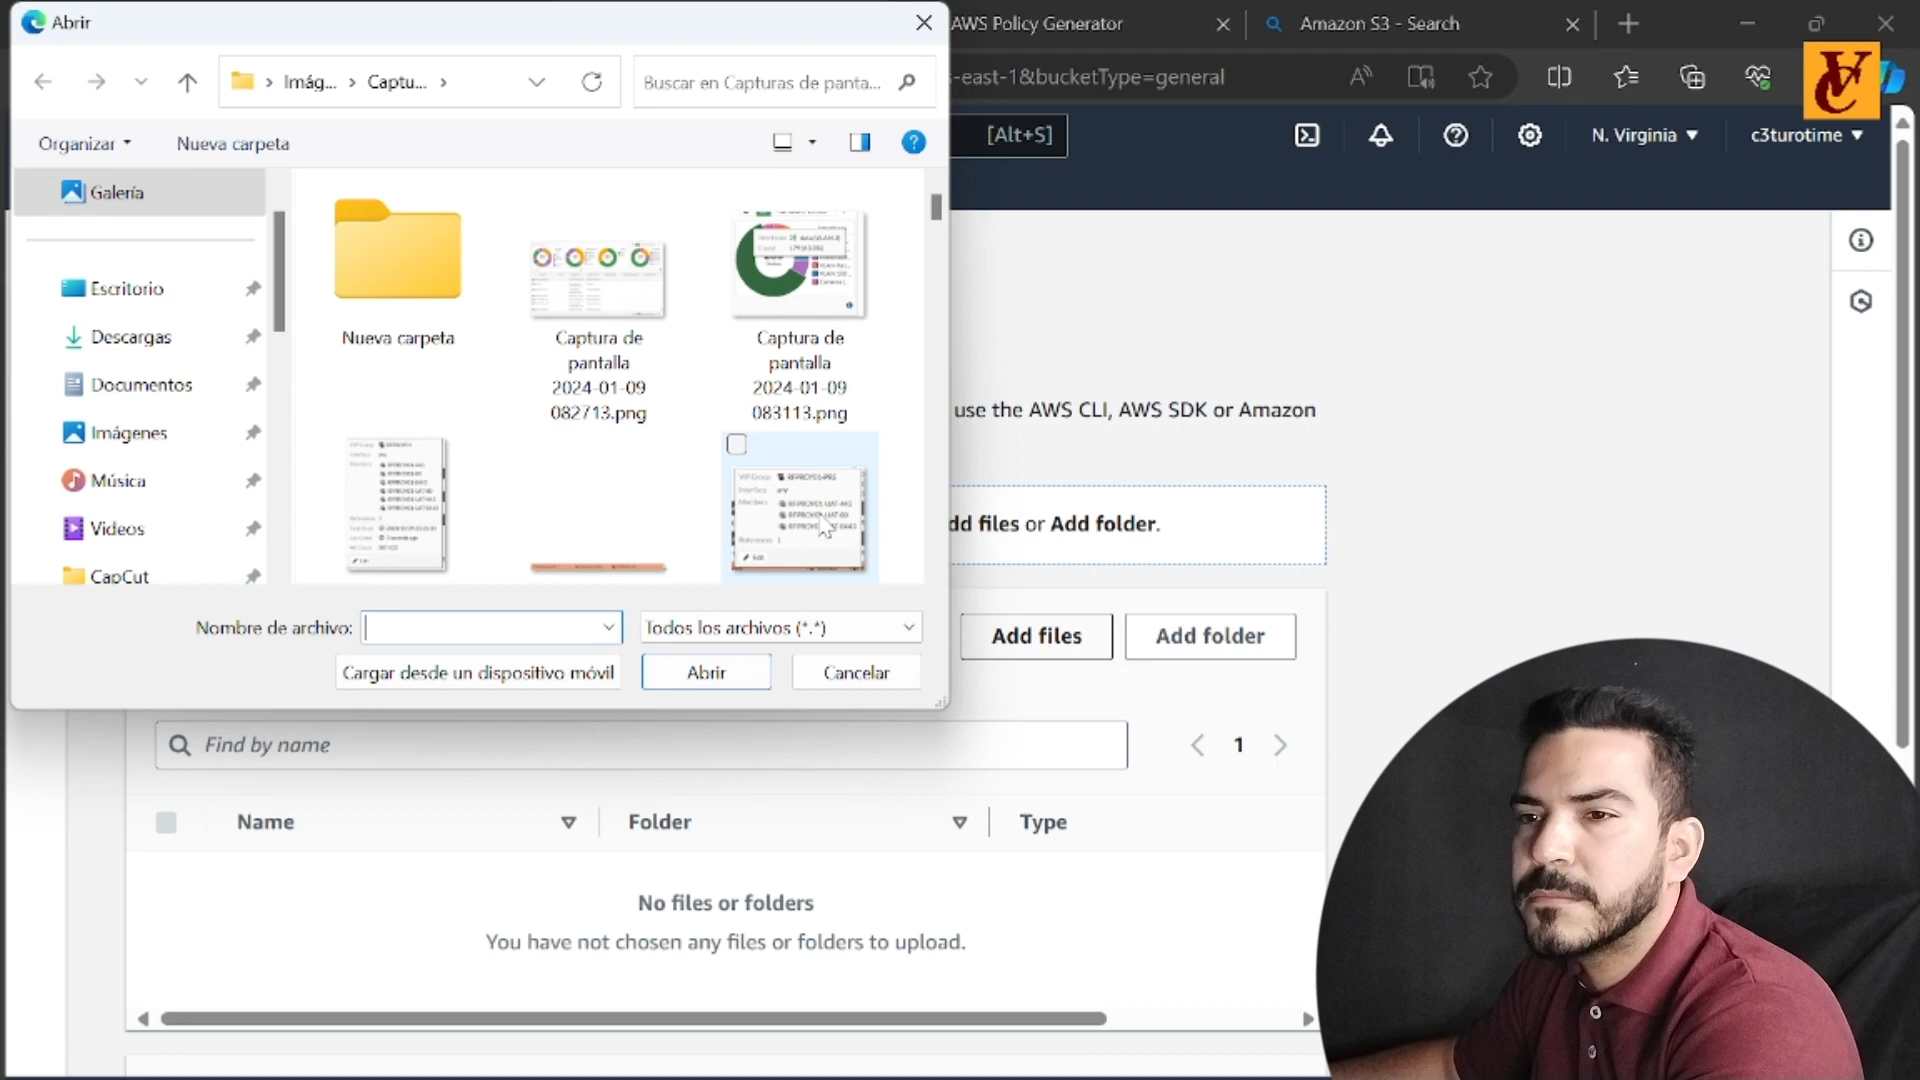 Abrir
AWS Policy Generator
Amazon S3 - Search
Imág...
Captu...
Buscar en Capturas de panta...
-east-1&bucketType=general
Organizar
Nueva carpeta
[Alt+S]
N. Virginia
c3turotime
Galería
Escritorio
Descargas
Documentos
Imágenes
Música
Videos
CapCut
Nueva carpeta
Captura de
pantalla
2024-01-09
082713.png
Captura de
pantalla
2024-01-09
083113.png
use the AWS CLI, AWS SDK or Amazon
dd files or Add folder.
Nombre de archivo:
Todos los archivos (*.*)
Cargar desde un dispositivo móvil
Abrir
Cancelar
Add files
Add folder
Find by name
1
Name
Folder
Type
No files or folders
You have not chosen any files or folders to upload.